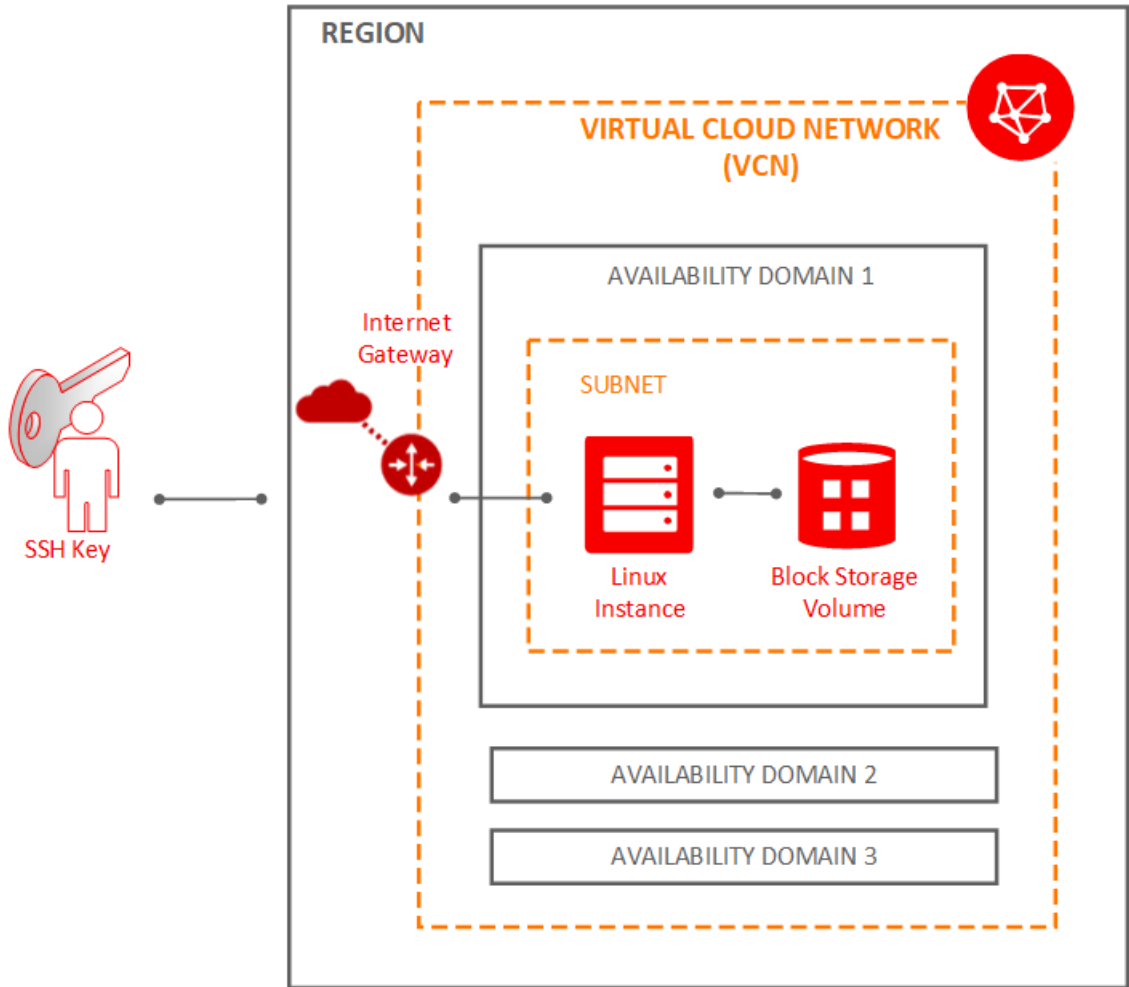 REGION
VIRTUAL CLOUD NETWORK
(VCN)
AVAILABILITY DOMAIN 1
Internet
Gateway
SUBNET
SSH Key
Linux
Instance
Block Storage
Volume
AVAILABILITY DOMAIN 2
AVAILABILITY DOMAIN 3